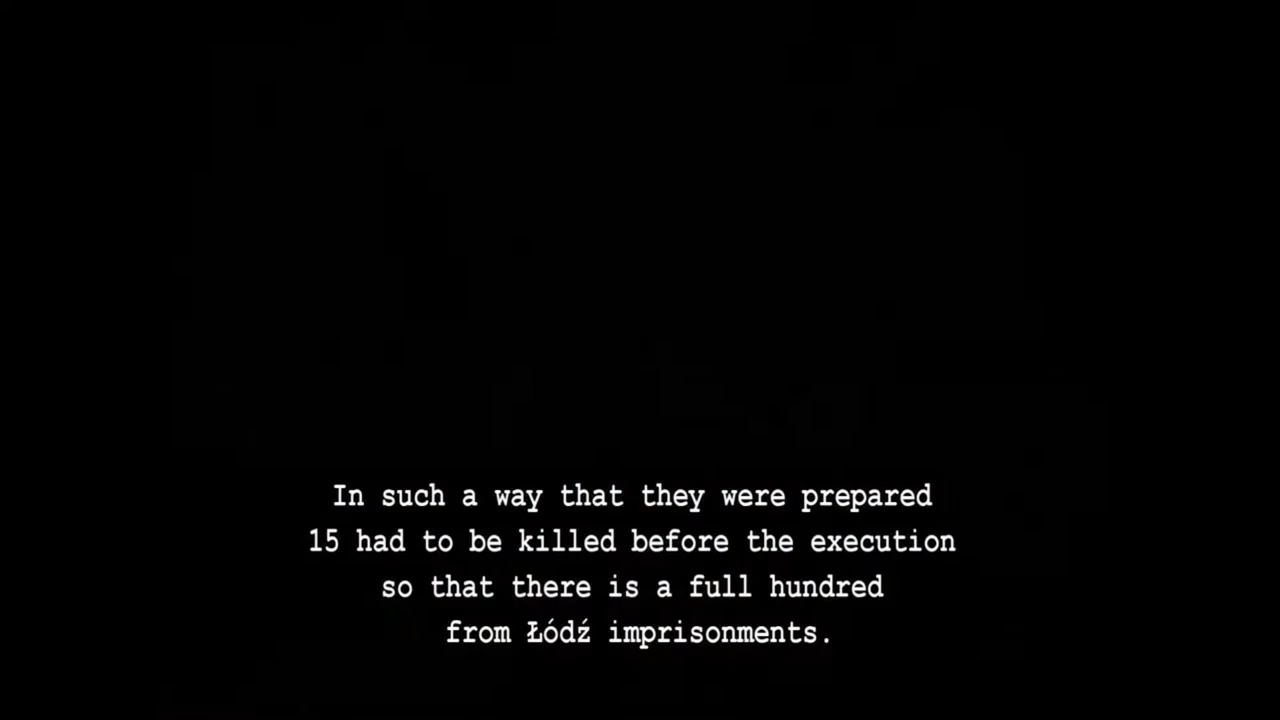 In such a way that they were prepared
15 had to be killed before the execution
so that there is a full hundred
from Łódź imprisonments.